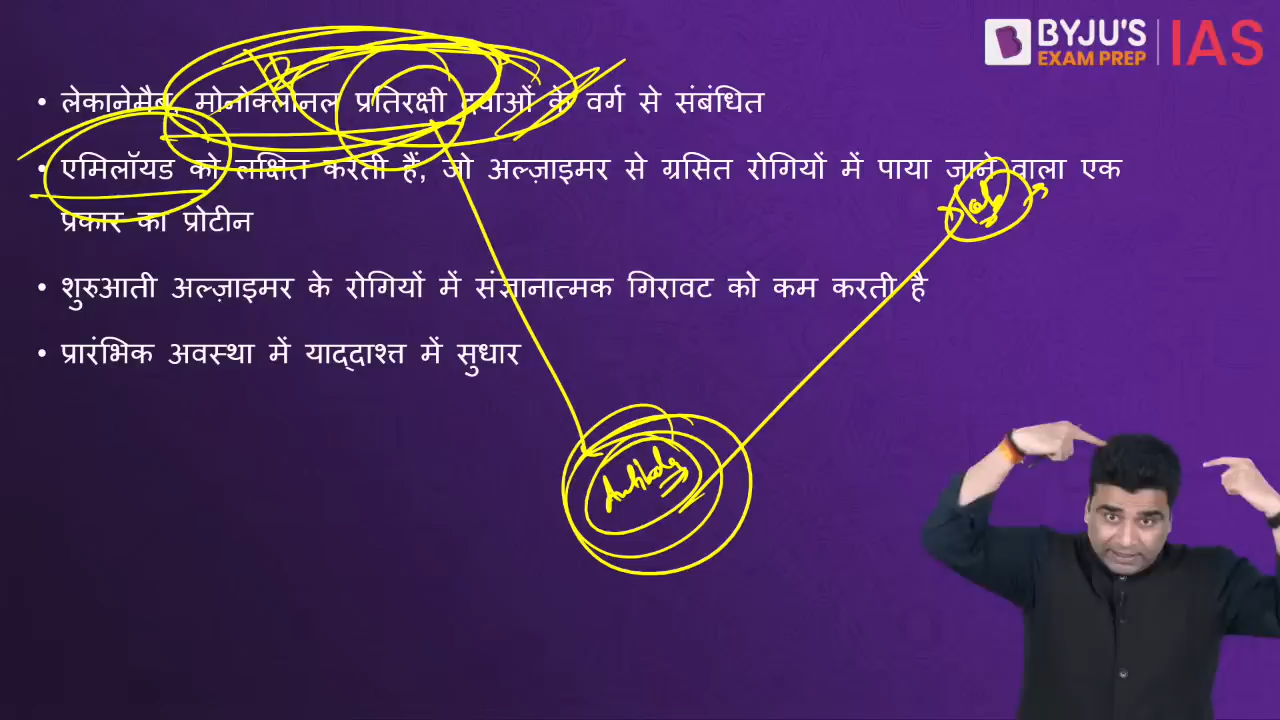 BYJU'S
EXAM PREP
IAS
• लेकानेमैब, मोनोक्लोनल प्रतिरक्षी दवाओं के वर्ग से संबंधित
• एमिलॉयड को लक्षित करती हैं, जो अल्ज़ाइमर से ग्रसित रोगियों में पाया जाने वाला एक
प्रकार का प्रोटीन
• शुरुआती अल्ज़ाइमर के रोगियों में संज्ञानात्मक गिरावट को कम करती है
• प्रारंभिक अवस्था में याद्दाश्त में सुधार
Antibody